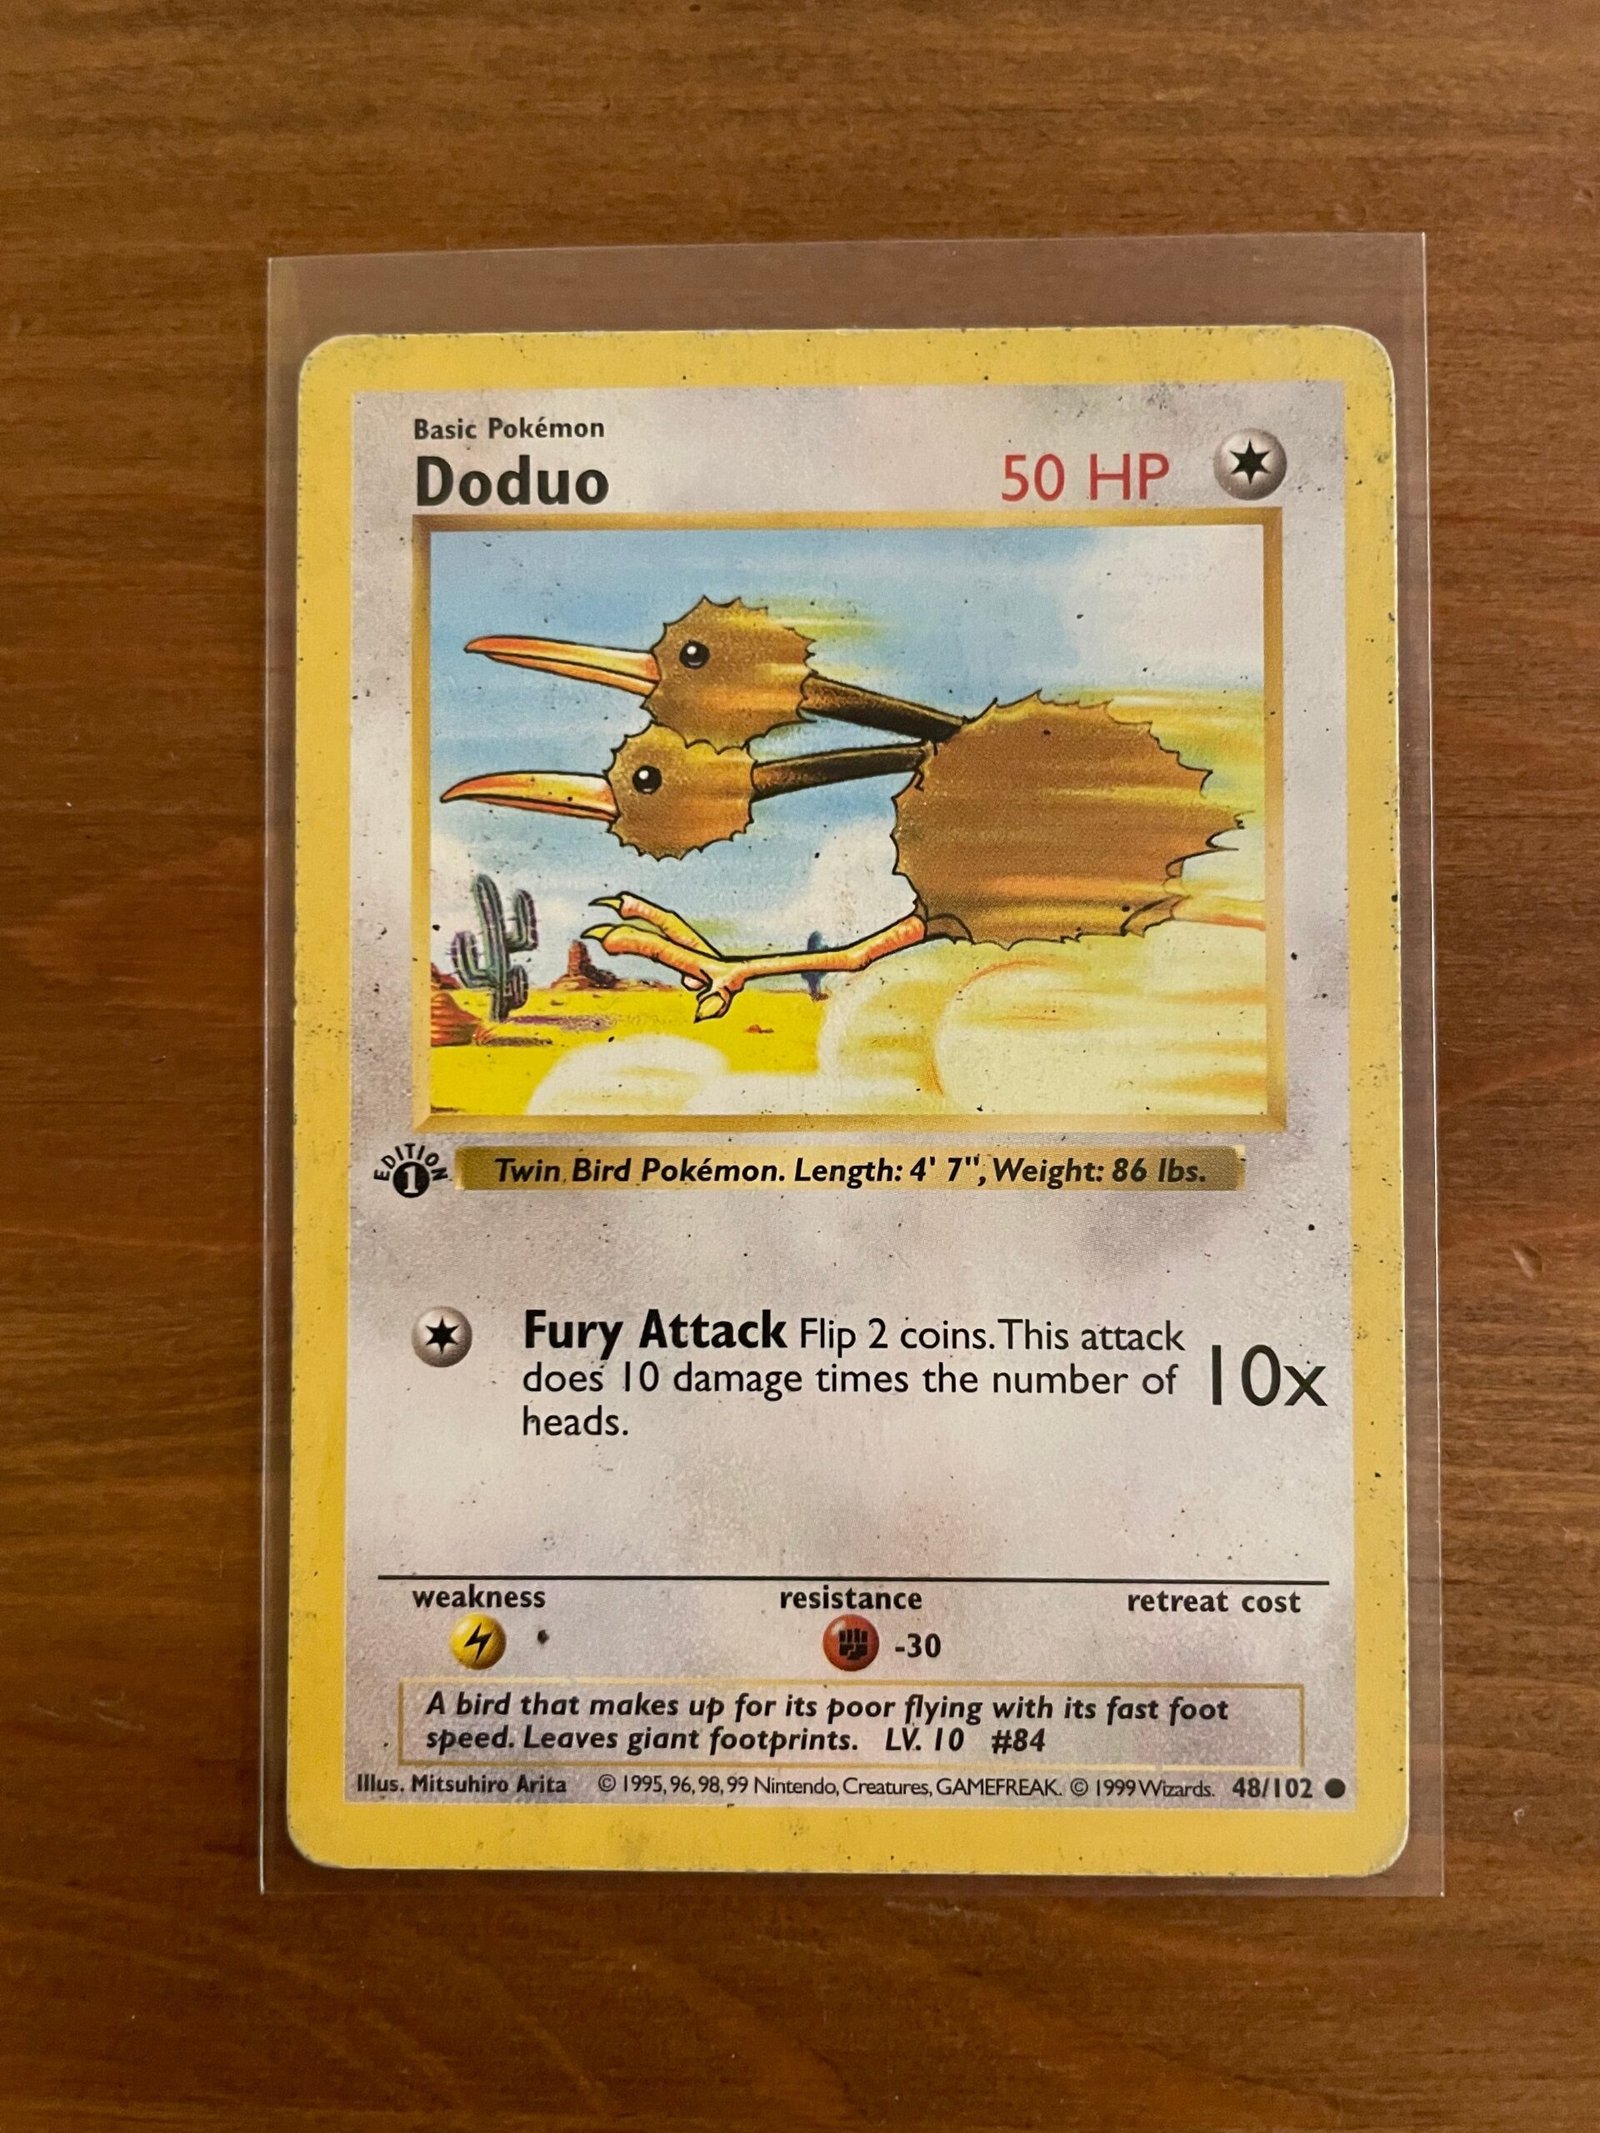 Basic Pokémon
Doduo
50 HP
EDITION
1
Twin Bird Pokémon. Length: 4' 7", Weight: 86 lbs.
Fury Attack Flip 2 coins. This attack
does 10 damage times the number of
heads.
10x
weakness resistance retreat cost
-30
A bird that makes up for its poor flying with its fast foot
speed. Leaves giant footprints. LV. 10 #84
Illus. Mitsuhiro Arita © 1995, 96, 98, 99 Nintendo, Creatures, GAMEFREAK. © 1999 Wizards. 48/102 ●